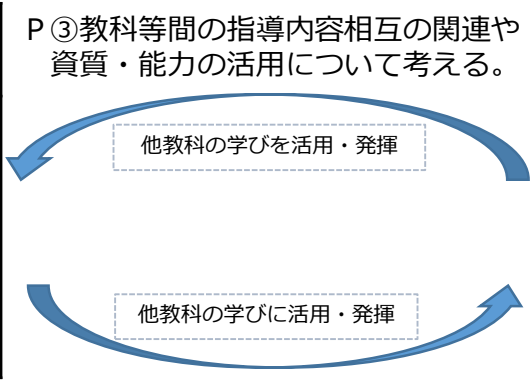 P③教科等間の指導内容相互の関連や
資質・能力の活用について考える。
他教科の学びを活用・発揮
他教科の学びに活用・発揮